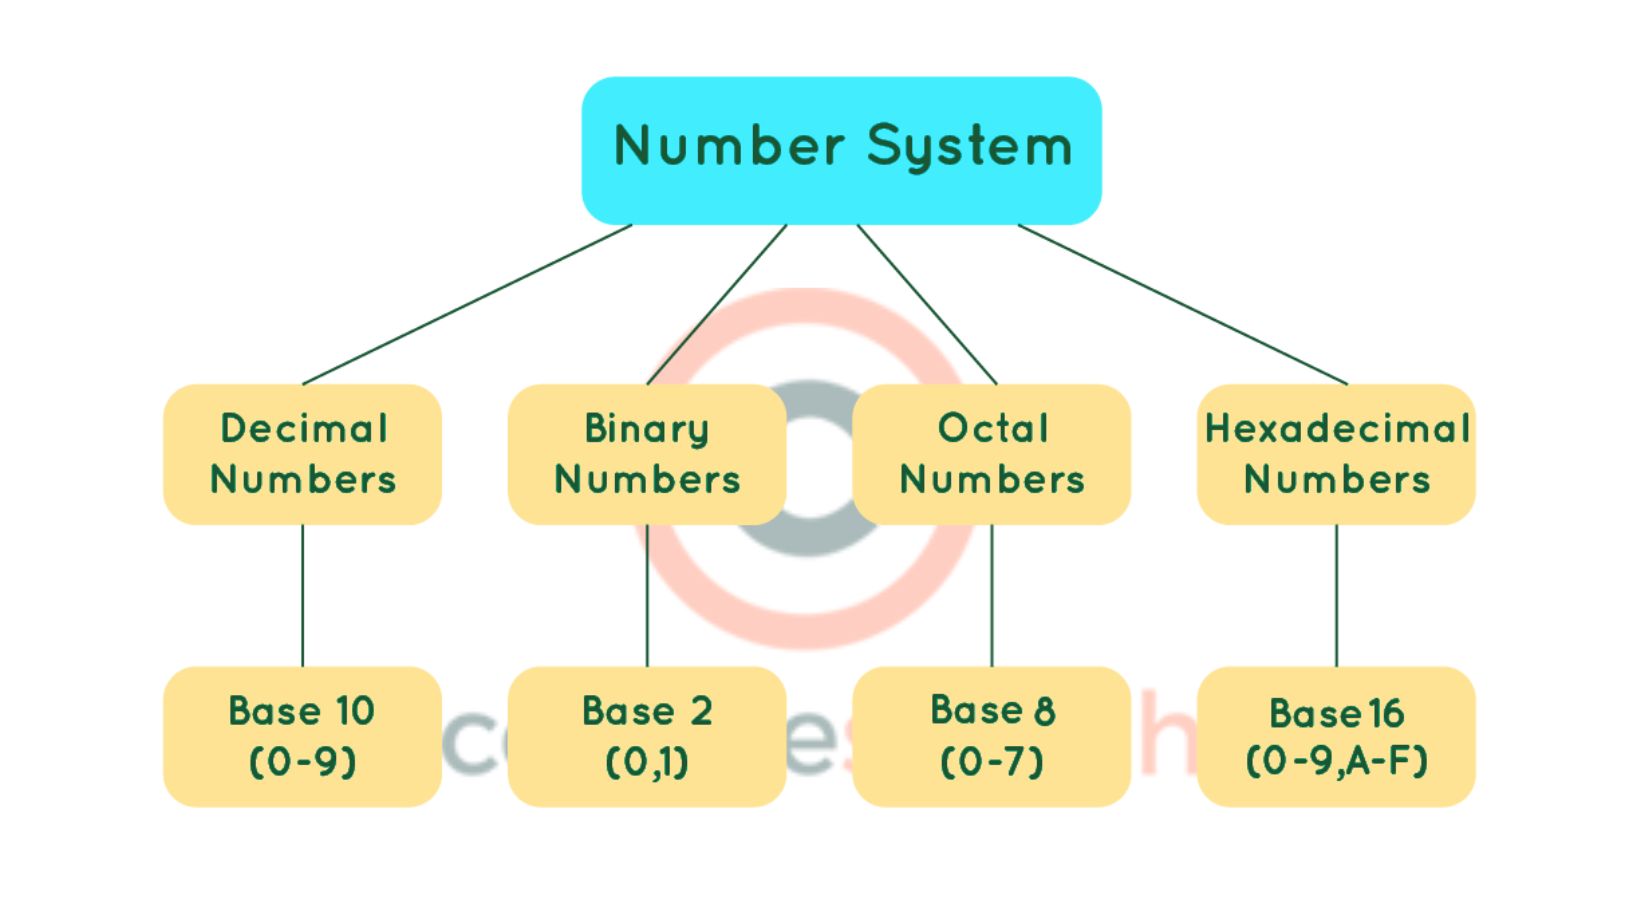 Number System
Decimal
Numbers
Binary
Numbers
Octal
Numbers
Hexadecimal
Numbers
Base 10
(0-9)
Base 2
(0,1)
Base 8
(0-7)
Base 16
(0-9,A-F)